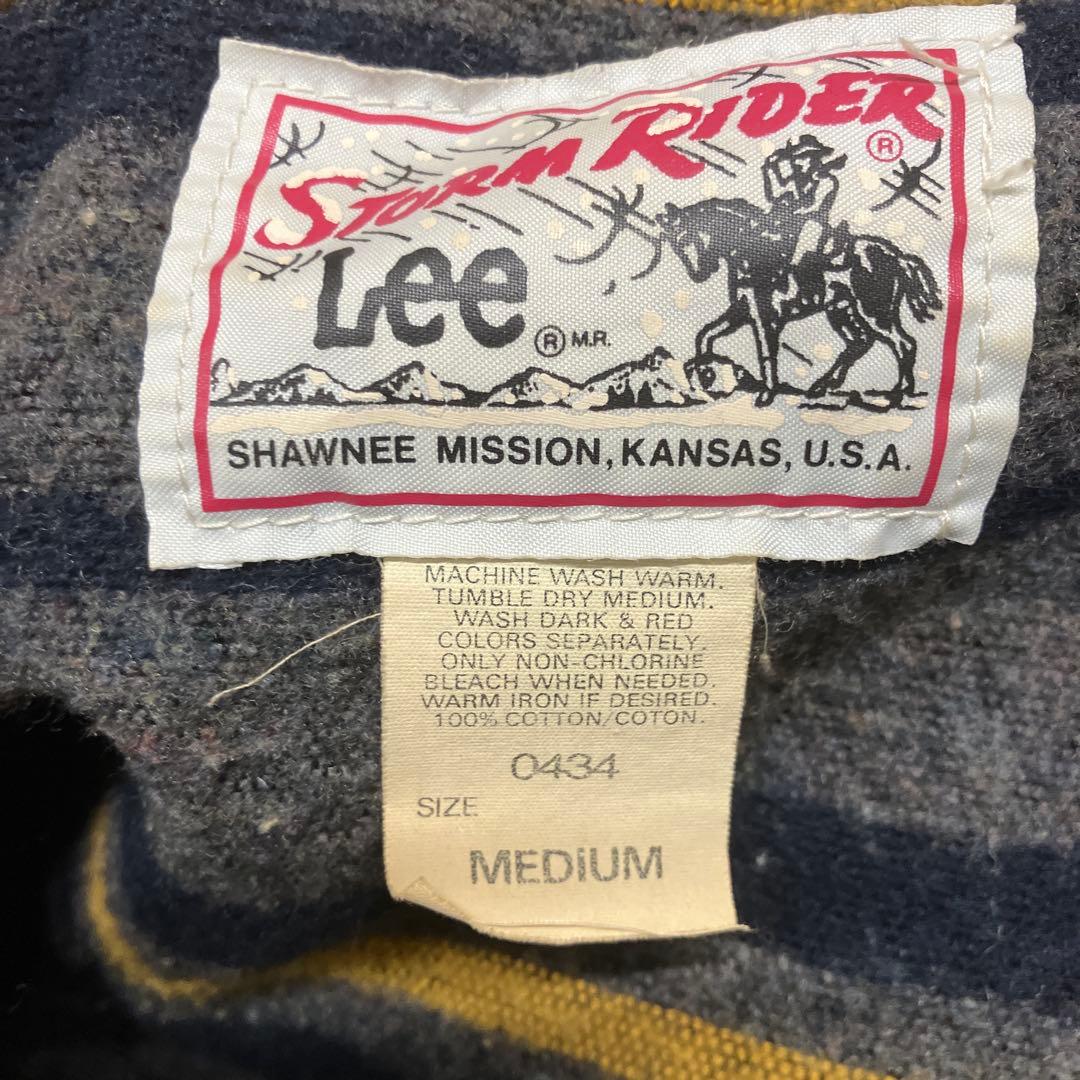 STORM RIDER ®
Lee ® M.R.
SHAWNEE MISSION, KANSAS, U.S.A.
MACHINE WASH WARM.
TUMBLE DRY MEDIUM.
WASH DARK & RED
COLORS SEPARATELY.
ONLY NON-CHLORINE
BLEACH WHEN NEEDED.
WARM IRON IF DESIRED.
100% COTTON/COTON.
0434
SIZE
MEDIUM